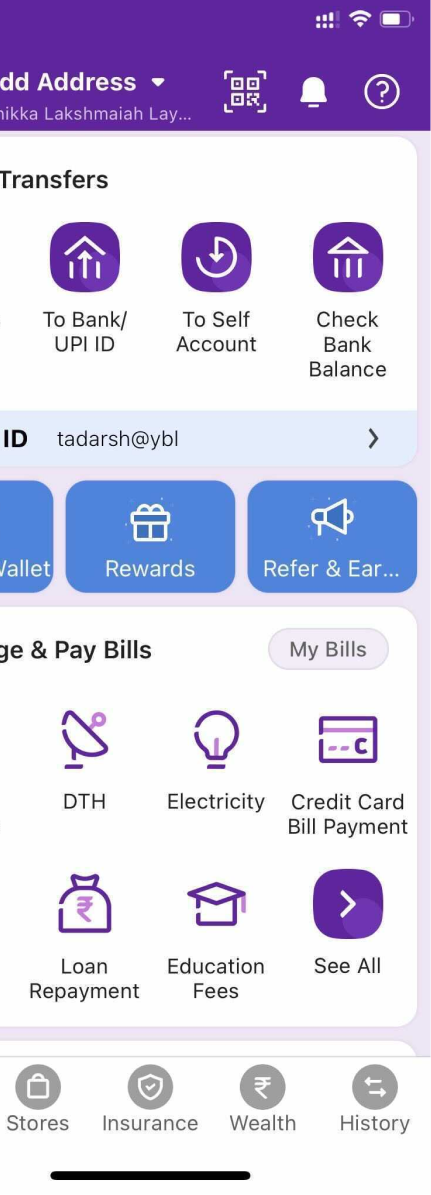 dd Address
hikka Lakshmaiah Lay...
Transfers
To Bank/
UPI ID
To Self
Account
Check
Bank
Balance
ID tadarsh@ybl
Wallet
Rewards
Refer & Ear...
ge & Pay Bills
My Bills
DTH
Electricity
Credit Card
Bill Payment
C
₹
Loan
Repayment
Education
Fees
See All
₹
Stores
Insurance
Wealth
History